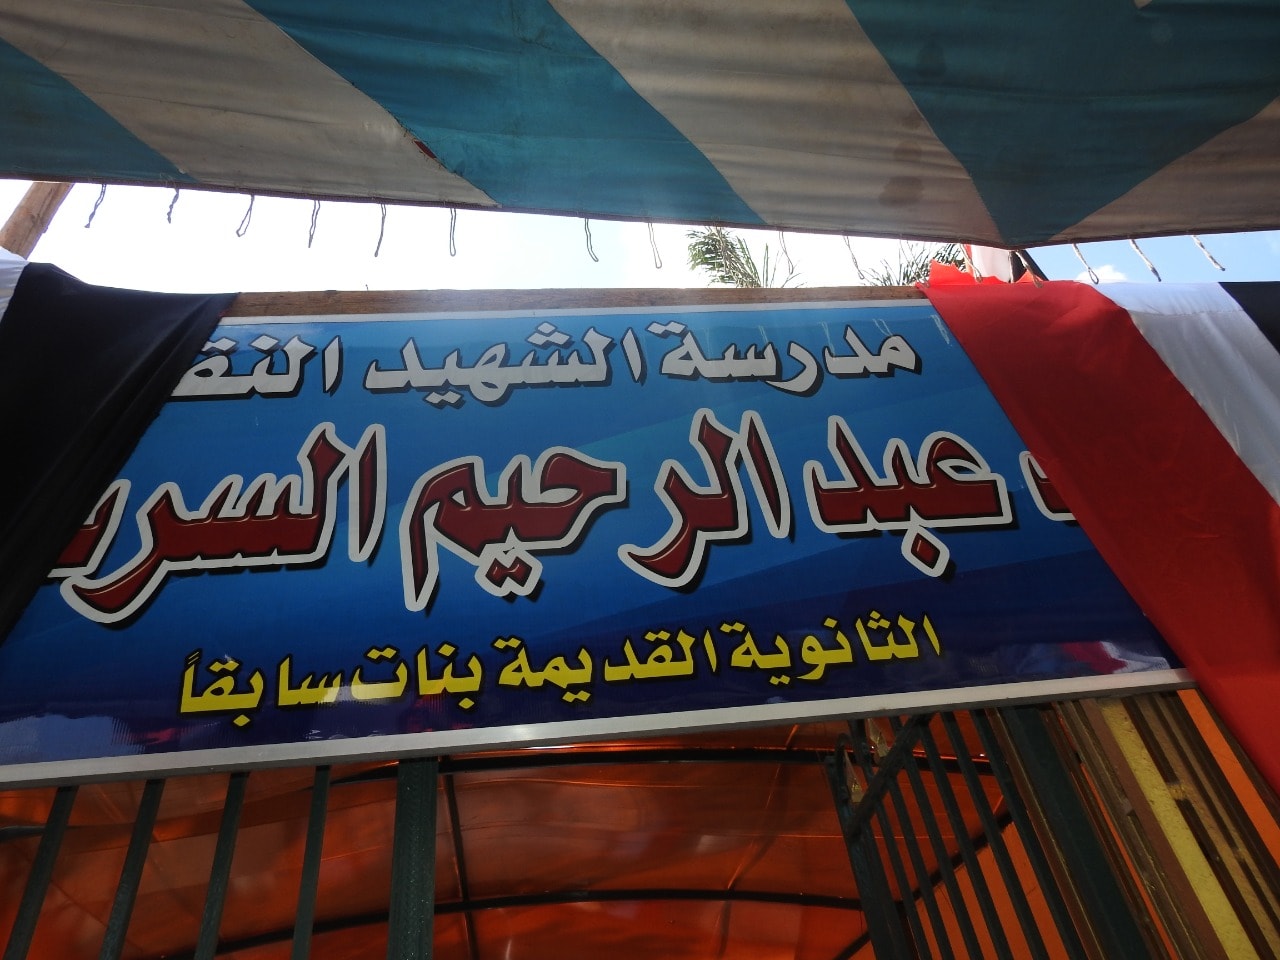 مدرسة الشهيد
عبد الرحيم
الثانوية القديمة بنات سابقاً